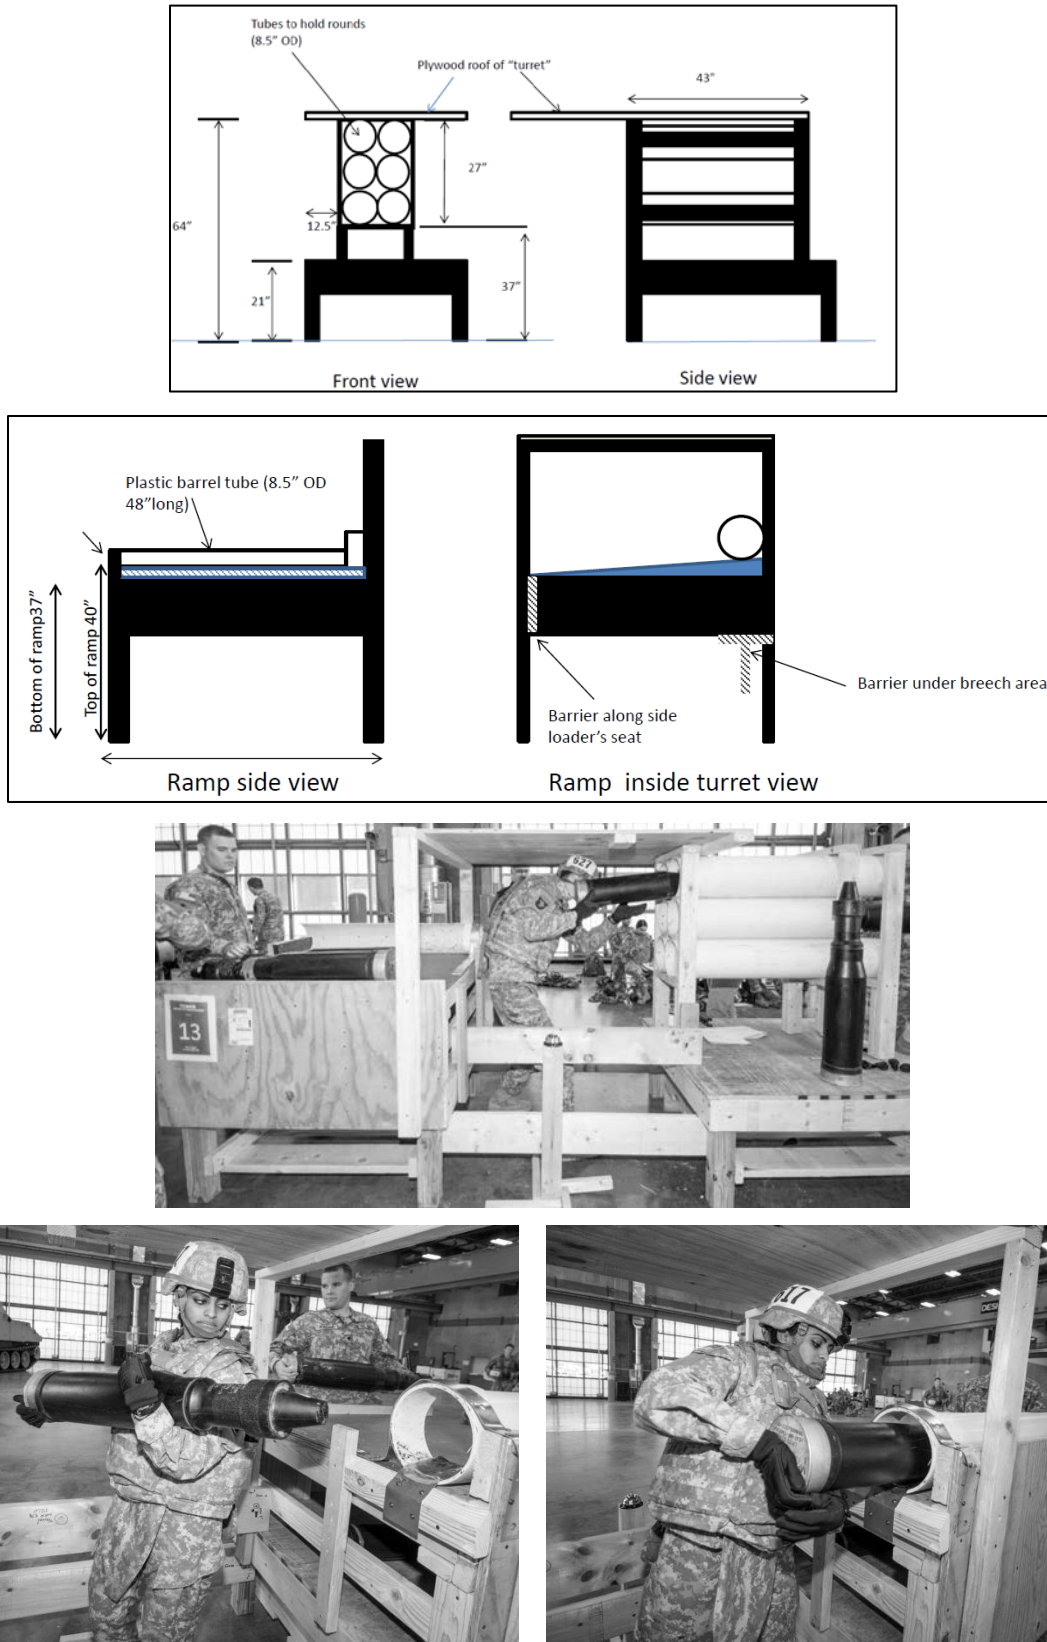 Tubes to hold rounds
(8.5” OD)
Plywood roof of “turret”
43”
27”
12.5”
64”
37”
21”
Front view
Side view
Plastic barrel tube (8.5” OD
48”long)
Bottom of ramp37”
Top of ramp 40”
Barrier under breech area
Barrier along side
loader’s seat
Ramp side view
Ramp  inside turret view
627
13
617